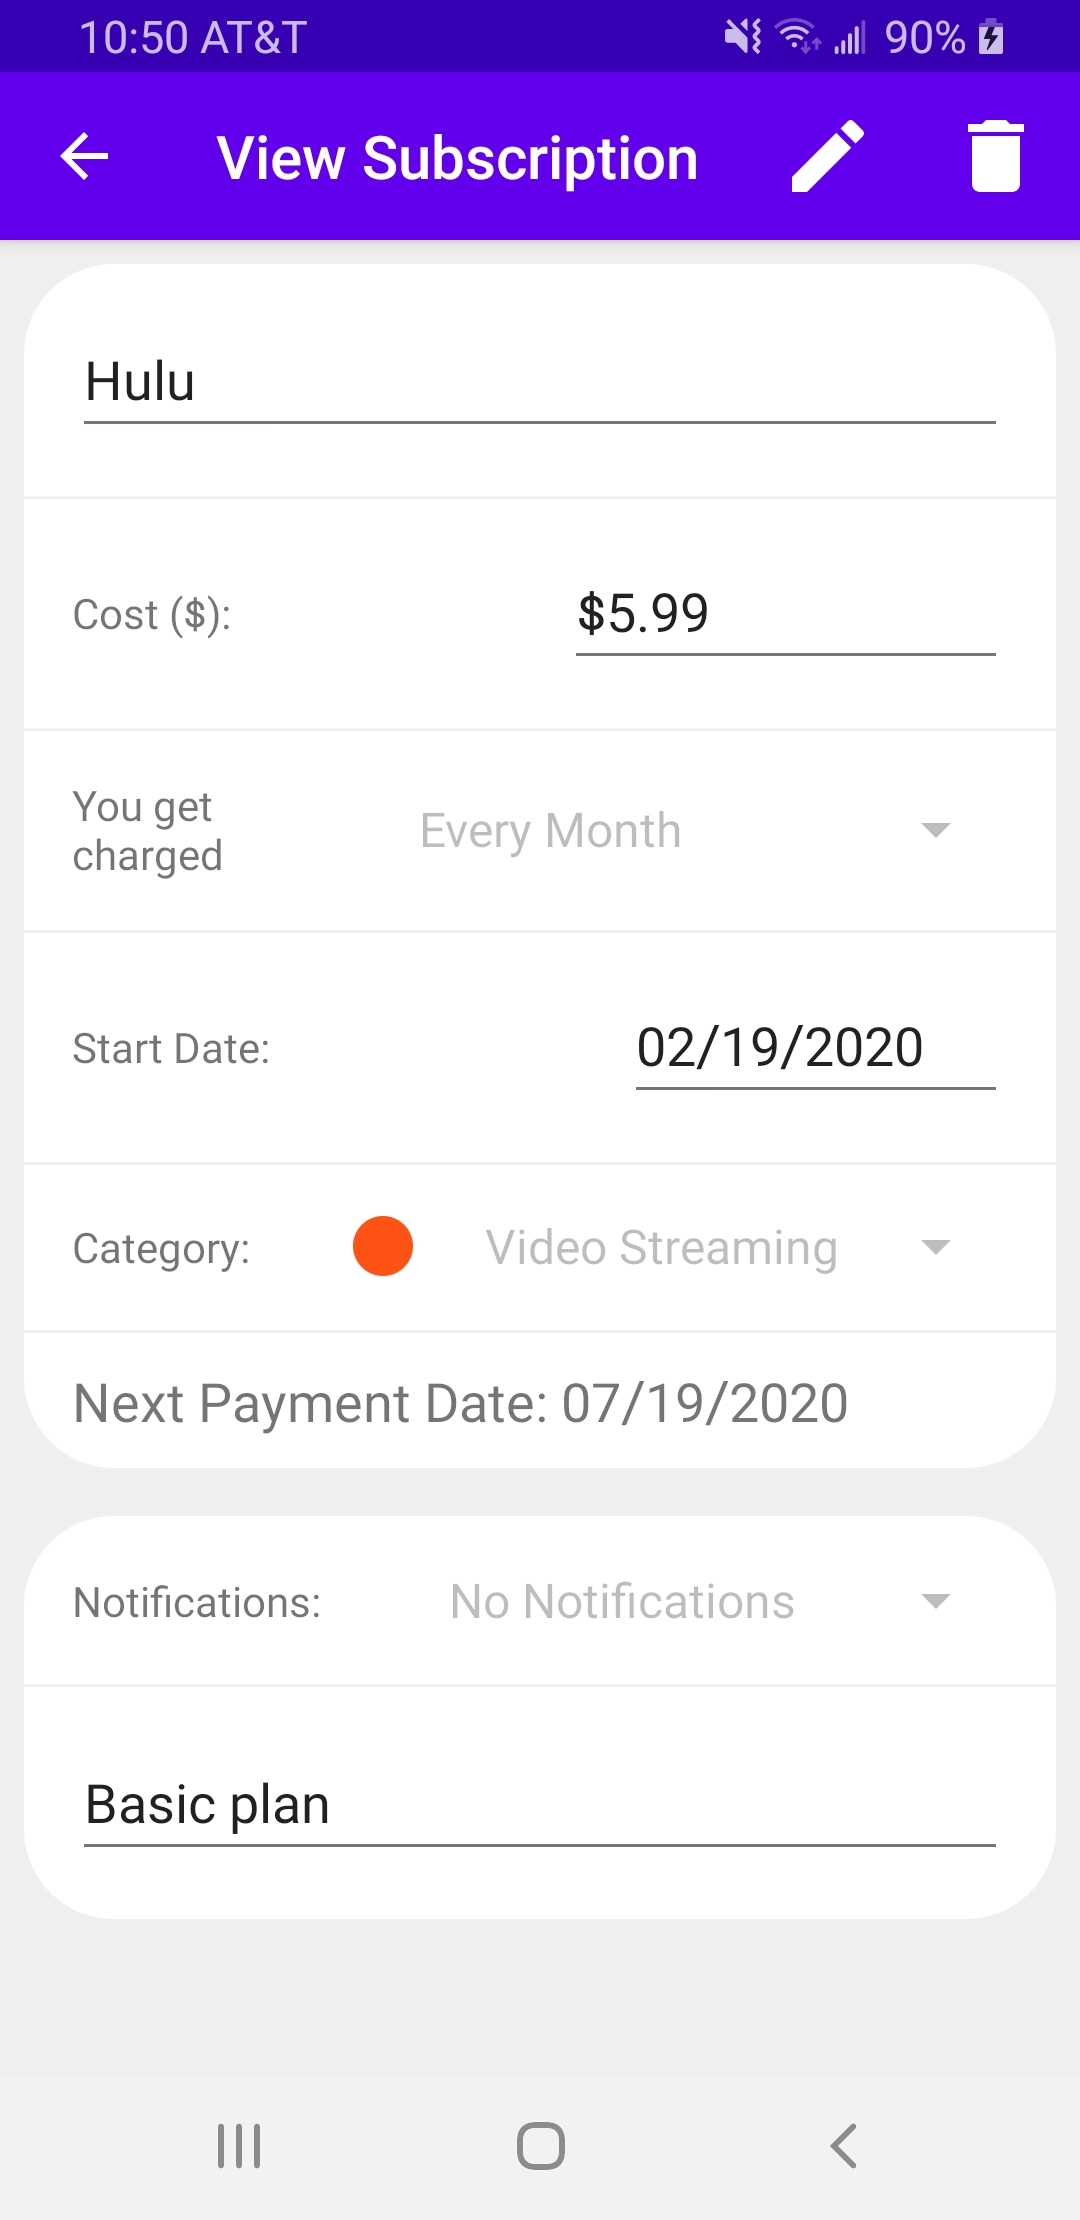 10:50 AT&T 90%
View Subscription
Hulu
Cost ($): $5.99
You get
charged
Every Month
Start Date: 02/19/2020
Category: Video Streaming
Next Payment Date: 07/19/2020
Notifications: No Notifications
Basic plan